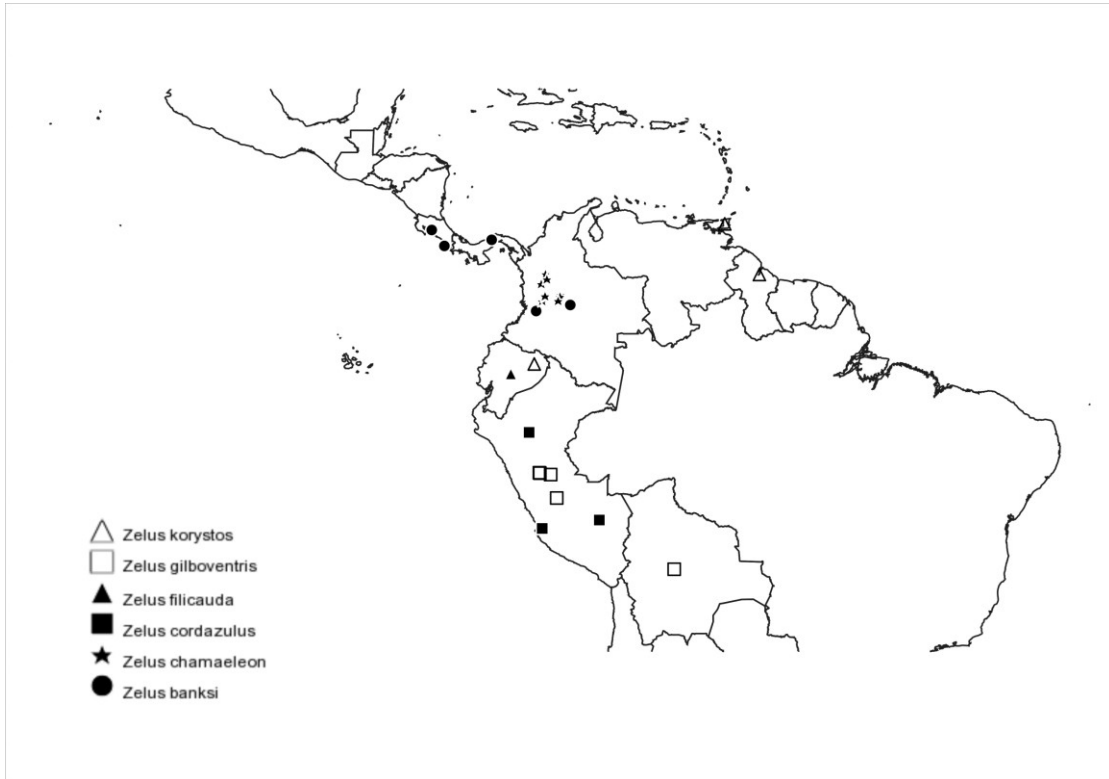 Zelus korystos
Zelus gilboventris
Zelus filicauda
Zelus cordazulus
Zelus chamaeleon
Zelus banksi